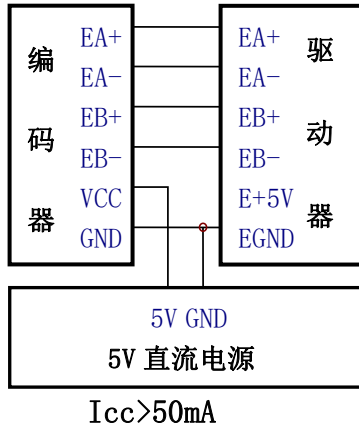 编码器
EA+
EA-
EB+
EB-
VCC
GND
EA+
EA-
EB+
EB-
E+5V
EGND
驱动器
5V GND
5V 直流电源
Icc>50mA